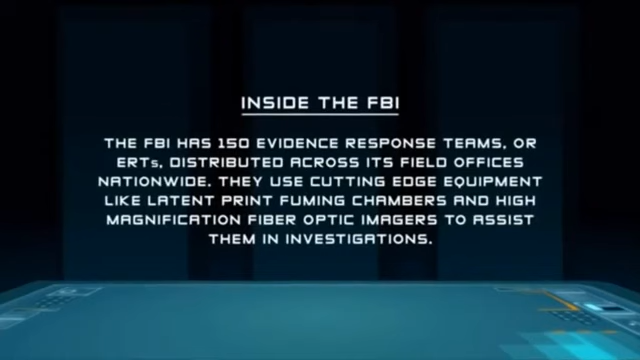 INSIDE THE FBI
THE FBI HAS 150 EVIDENCE RESPONSE TEAMS, OR
ERTs, DISTRIBUTED ACROSS ITS FIELD OFFICES
NATIONWIDE. THEY USE CUTTING EDGE EQUIPMENT
LIKE LATENT PRINT FUMING CHAMBERS AND HIGH
MAGNIFICATION FIBER OPTIC IMAGERS TO ASSIST
THEM IN INVESTIGATIONS.